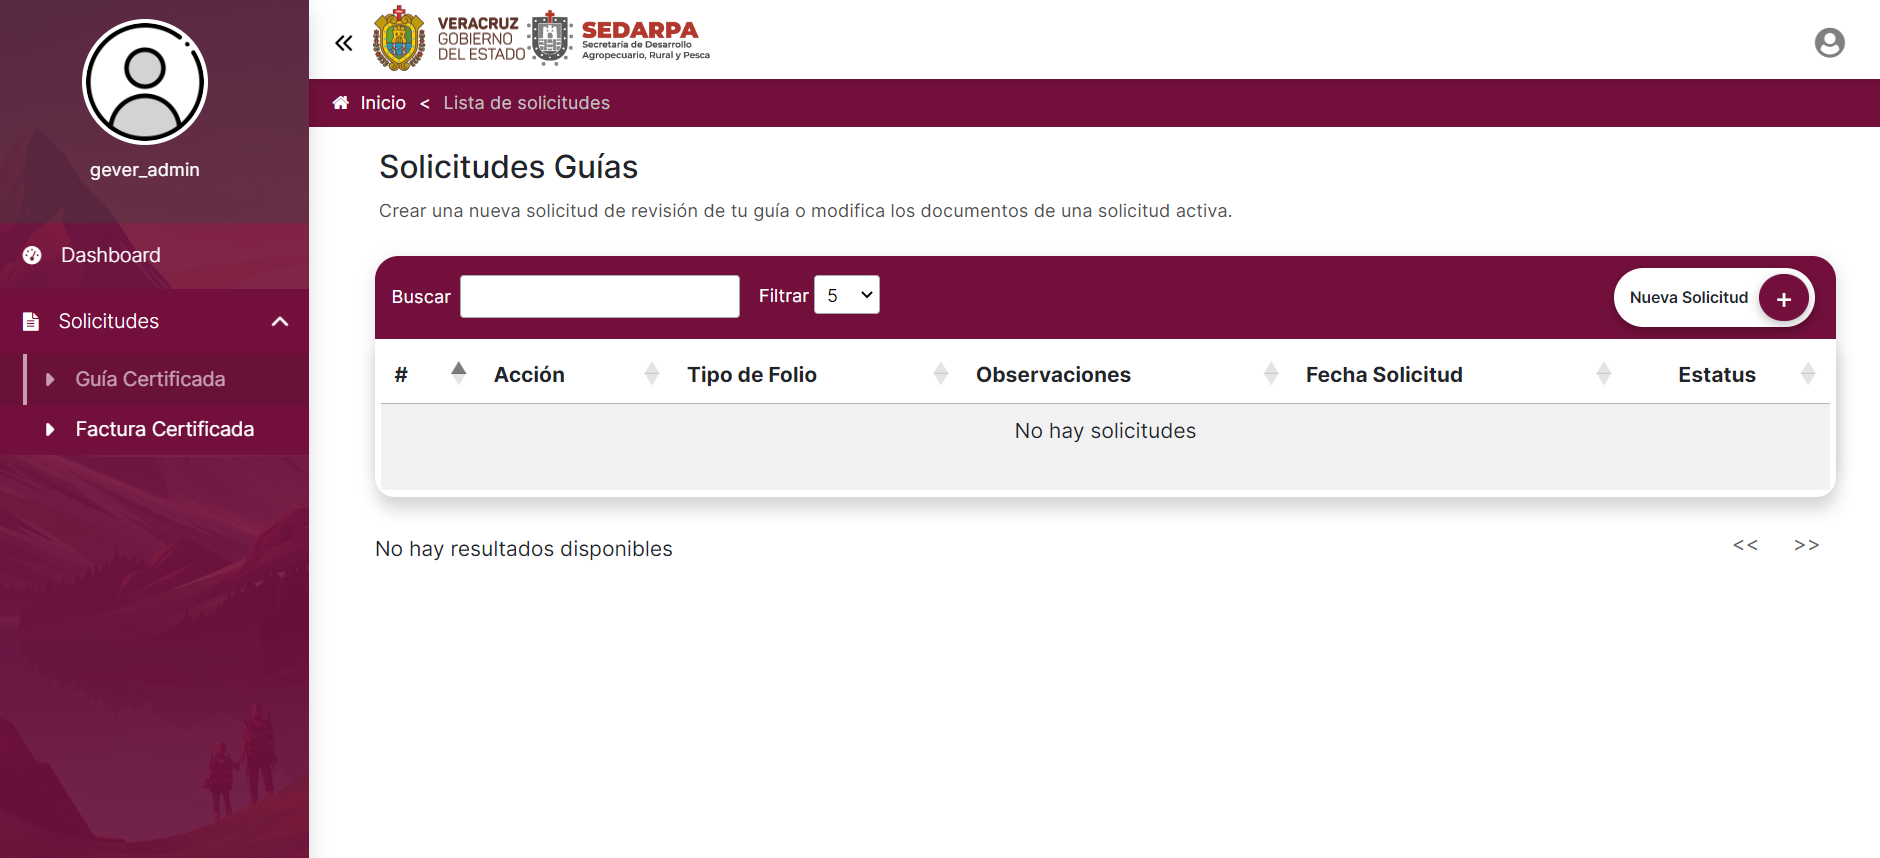 gever_admin
Dashboard
Solicitudes
Guía Certificada
Factura Certificada
VERACRUZ
GOBIERNO
DEL ESTADO
SEDARPA
Secretaría de Desarrollo
Agropecuario, Rural y Pesca
Inicio < Lista de solicitudes
Solicitudes Guías
Crear una nueva solicitud de revisión de tu guía o modifica los documentos de una solicitud activa.
Buscar Filtrar 5 Nueva Solicitud +
# Acción Tipo de Folio Observaciones Fecha Solicitud Estatus
No hay solicitudes
No hay resultados disponibles << >>